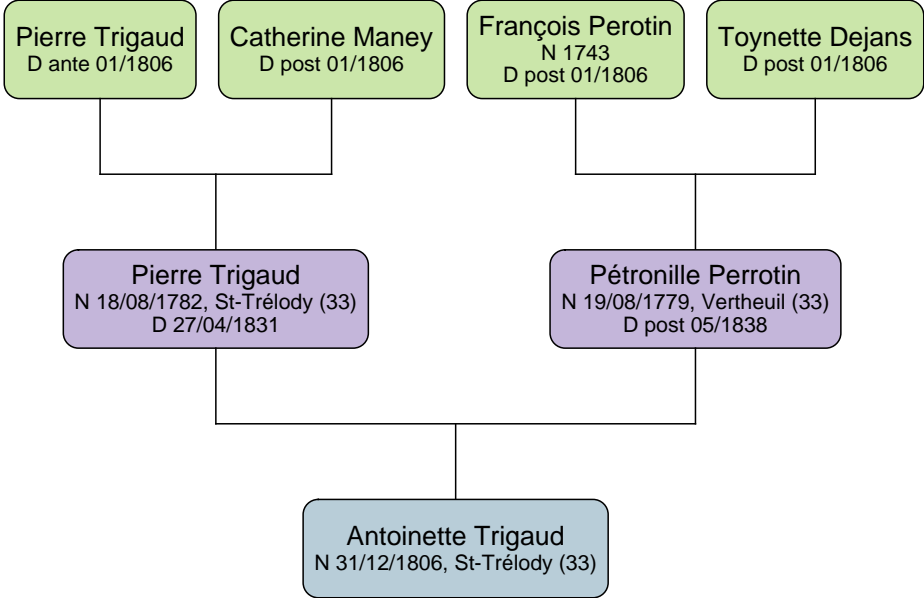 Pierre Trigaud
D ante 01/1806
Catherine Maney
D post 01/1806
François Perotin
N 1743
D post 01/1806
Toynette Dejans
D post 01/1806
Pierre Trigaud
N 18/08/1782, St-Trélody (33)
D 27/04/1831
Pétronille Perrotin
N 19/08/1779, Vertheuil (33)
D post 05/1838
Antoinette Trigaud
N 31/12/1806, St-Trélody (33)